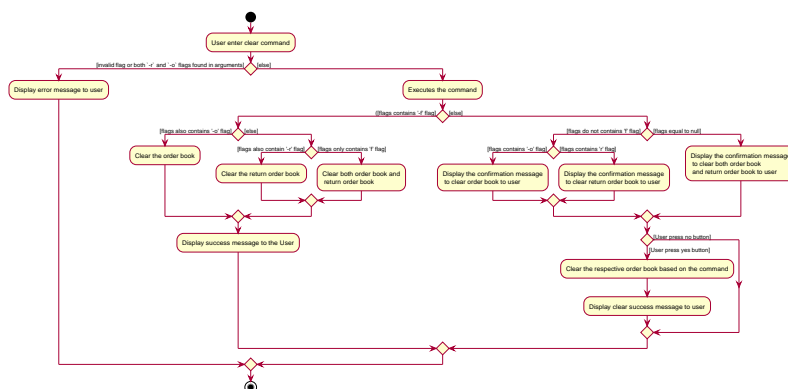 User enter clear command
[invalid flag or both `-r` and `-o` flags found in arguments]
[else]
Display error message to user
Executes the command
([flags contains '-f' flag]
[else]
[flags also contains '-o' flag]
[else]
[flags do not contains 'f' flag]
[flags equal to null]
Clear the order book
[flags also contain '-r' flag]
[flags only contains 'f' flag]
[flags contains '-o' flag]
[flags contains 'r' flag]
Display the confirmation message
to clear both order book
and return order book to user
Clear the return order book
Clear both order book and
return order book
Display the confirmation message
to clear order book to user
Display the confirmation message
to clear return order book to user
Display success message to the User
[User press no button]
[User press yes button]
Clear the respective order book based on the command
Display clear success message to user